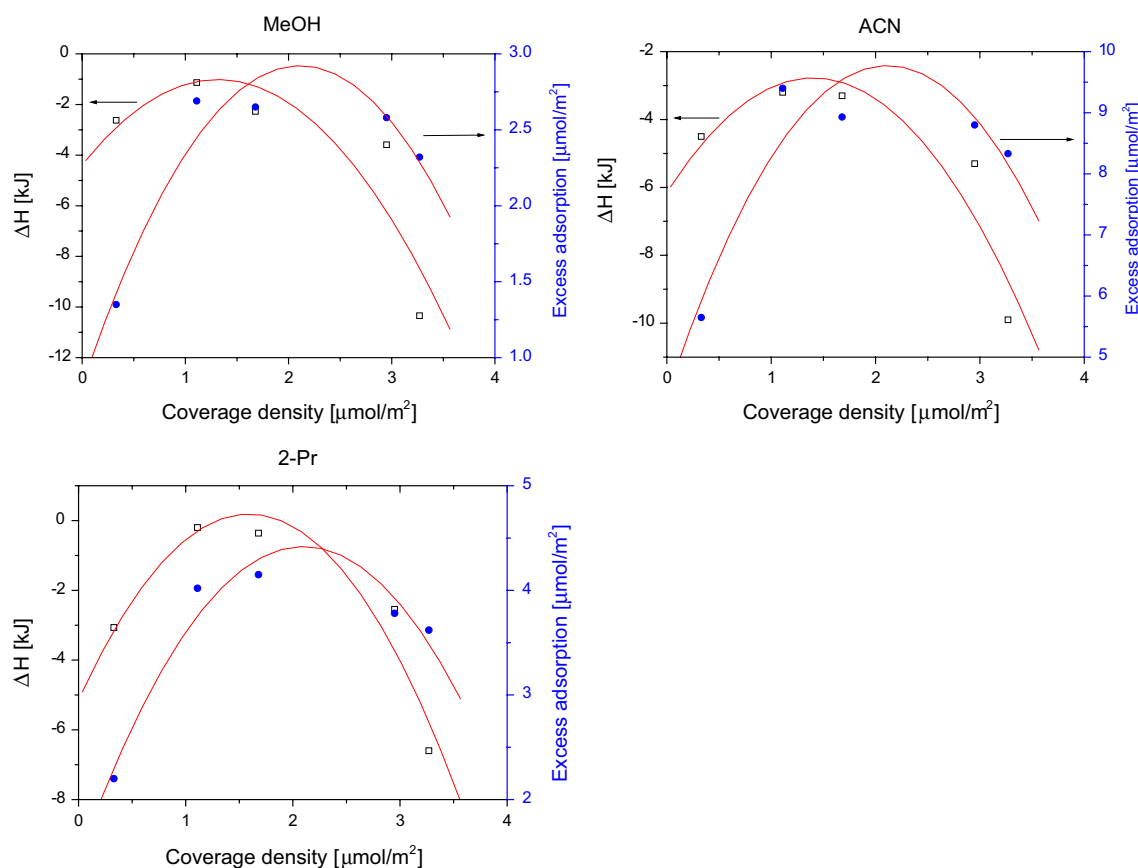 MeOH
0
-2
-4
-6
-8
-10
-12
ΔH [kJ]
3.0
2.5
2.0
1.5
1.0
Excess adsorption [μmol/m²]
0 1 2 3 4
Coverage density [μmol/m²]
ACN
-2
-4
-6
-8
-10
ΔH [kJ]
10
9
8
7
6
5
Excess adsorption [μmol/m²]
0 1 2 3 4
Coverage density [μmol/m²]
2-Pr
0
-2
-4
-6
-8
ΔH [kJ]
5
4
3
2
Excess adsorption [μmol/m²]
0 1 2 3 4
Coverage density [μmol/m²]